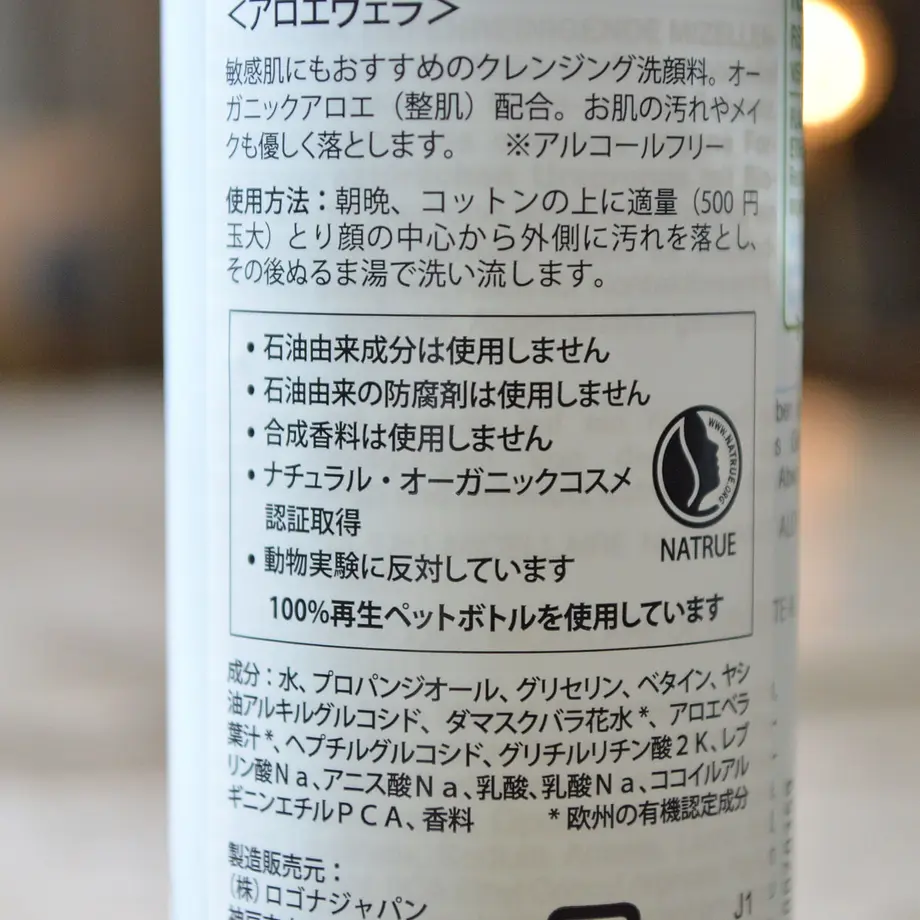 <アロエヴェラ>
敏感肌にもおすすめのクレンジング洗顔料。オー
ガニックアロエ（整肌）配合。お肌の汚れやメイ
クも優しく落とします。　※アルコールフリー
使用方法：朝晩、コットンの上に適量（500 円
玉大）とり顔の中心から外側に汚れを落とし、
その後ぬるま湯で洗い流します。
・石油由来成分は使用しません
・石油由来の防腐剤は使用しません
・合成香料は使用しません
・ナチュラル・オーガニックコスメ
認証取得
・動物実験に反対しています
100%再生ペットボトルを使用しています
WWW.NATRUE.ORG
NATRUE
成分：水、プロパンジオール、グリセリン、ベタイン、ヤシ
油アルキルグルコシド、ダマスクバラ花水*、アロエベラ
葉汁*、ヘプチルグルコシド、グリチルリチン酸２Ｋ、レブ
リン酸Ｎａ、アニス酸Ｎａ、乳酸、乳酸Ｎａ、ココイルアル
ギニンエチルＰＣＡ、香料　　*欧州の有機認定成分
製造販売元：
（株）ロゴナジャパン
J1